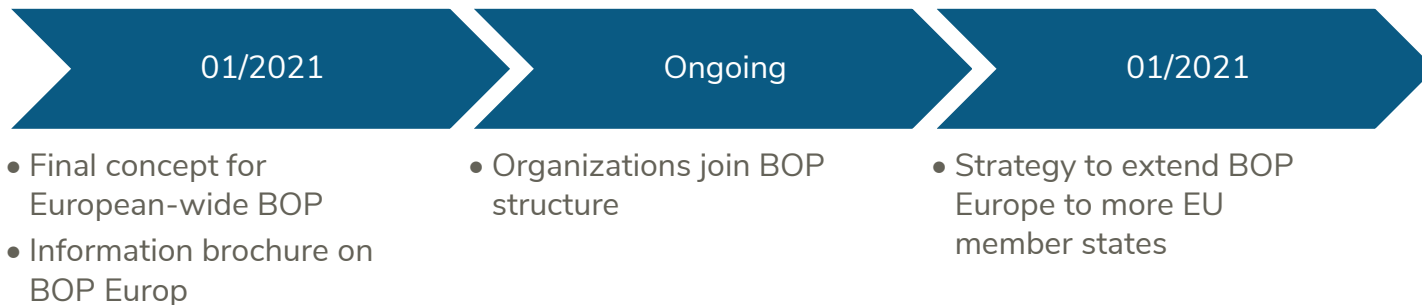 01/2021
• Final concept for
European-wide BOP
• Information brochure on
BOP Europ
Ongoing
• Organizations join BOP
structure
01/2021
• Strategy to extend BOP
Europe to more EU
member states